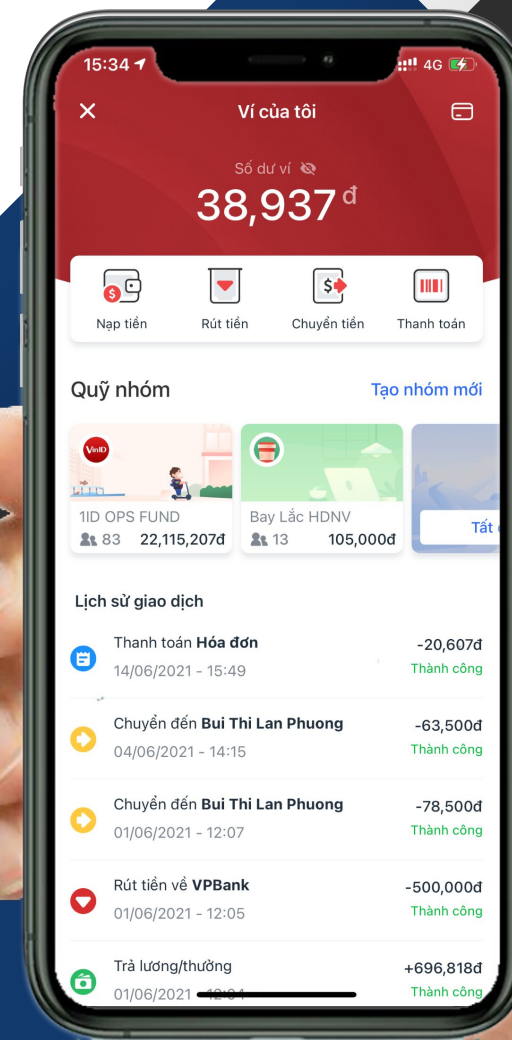 15:34
4G
Ví của tôi
Số dư ví
38,937 đ
Nạp tiền
Rút tiền
Chuyển tiền
Thanh toán
Quỹ nhóm
Tạo nhóm mới
VinID
1ID OPS FUND
83 22,115,207đ
Bay Lắc HDNV
13 105,000đ
Tất
Lịch sử giao dịch
Thanh toán Hóa đơn -20,607đ
14/06/2021 - 15:49 Thành công
Chuyển đến Bui Thi Lan Phuong -63,500đ
04/06/2021 - 14:15 Thành công
Chuyển đến Bui Thi Lan Phuong -78,500đ
01/06/2021 - 12:07 Thành công
Rút tiền về VPBank -500,000đ
01/06/2021 - 12:05 Thành công
Trả lương/thưởng +696,818đ
01/06/2021 Thành công